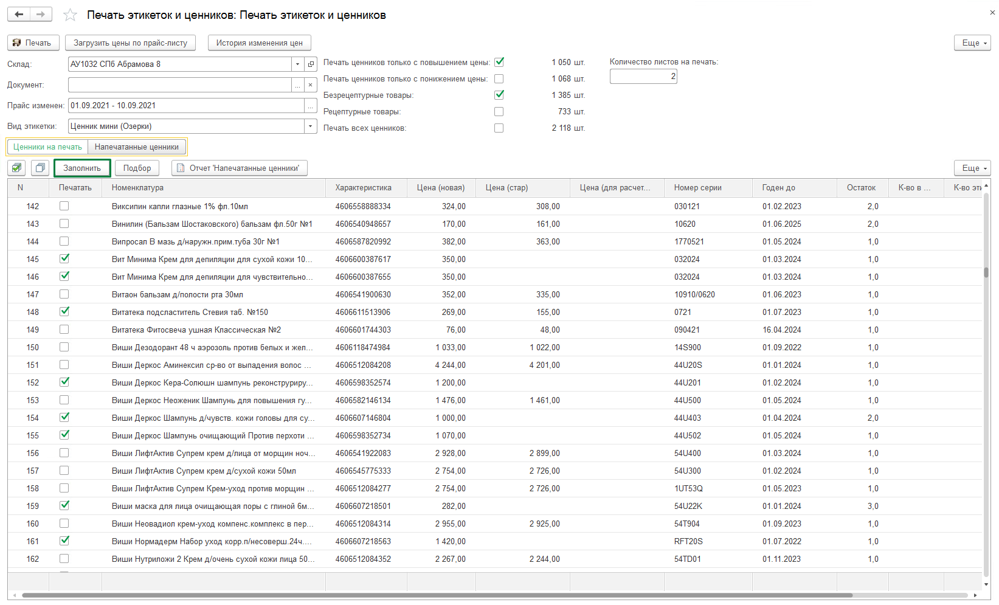 Печать этикеток и ценников: Печать этикеток и ценников
Печать Загрузить цены по прайс-листу История изменения цен Еще
Склад: АУ1032 СПб Абрамова 8
Документ:
Прайс изменен: 01.09.2021 - 10.09.2021
Вид этикетки: Ценник мини (Озерки)
Печать ценников только с повышением цены: 1 050 шт.
Печать ценников только с понижением цены: 1 068 шт.
Безрецептурные товары: 1 385 шт.
Рецептурные товары: 733 шт.
Печать всех ценников: 2 118 шт.
Количество листов на печать:
2
Ценники на печать Напечатанные ценники
Заполнить Подбор Отчет 'Напечатанные ценники' Еще
N Печатать Номенклатура Характеристика Цена (новая) Цена (стар) Цена (для расчет... Номер серии Годен до Остаток К-во в ... К-во эти
142 Виксипин капли глазные 1% фл.10мл 4606558888334 324,00 308,00 030121 01.02.2023 2,0
143 Винилин (Бальзам Шостаковского) бальзам фл.50г №1 4606540948657 170,00 161,00 10620 01.06.2025 2,0
144 Випросал В мазь д/наружн.прим.туба 30г №1 4606587820992 382,00 363,00 1770521 01.05.2024 1,0
145 Вит Минима Крем для депиляции для сухой кожи 10... 4606600387617 350,00 032024 01.03.2024 1,0
146 Вит Минима Крем для депиляции для чувствительно... 4606600387655 350,00 032024 01.03.2024 1,0
147 Витаон бальзам д/полости рта 30мл 4606541900630 352,00 335,00 10910/0620 01.06.2023 1,0
148 Витатека подсластитель Стевия таб. №150 4606611513906 269,00 155,00 0721 01.07.2023 1,0
149 Витатека Фитосвеча ушная Классическая №2 4606601744303 76,00 48,00 090421 16.04.2024 1,0
150 Виши Дезодорант 48 ч аэрозоль против белых и жел... 4606118474984 1 033,00 1 022,00 14S900 01.09.2022 1,0
151 Виши Деркос Аминексил ср-во от выпадения волос ... 4606512084208 4 244,00 4 201,00 44U20S 01.01.2024 1,0
152 Виши Деркос Кера-Солюшн шампунь реконструриру... 4606598352574 1 200,00 44U201 01.02.2024 1,0
153 Виши Деркос Неоженик Шампунь для повышения гу... 4606582146134 1 476,00 1 461,00 44U500 01.05.2024 1,0
154 Виши Деркос Шампунь д/чувств. кожи головы для су... 4606607146804 1 000,00 44U403 01.04.2024 2,0
155 Виши Деркос Шампунь очищающий Против перхоти ... 4606598352734 1 070,00 44U502 01.05.2024 1,0
156 Виши ЛифтАктив Супрем крем д/лица от морщин ноч... 4606541922083 2 928,00 2 899,00 54U400 01.03.2024 1,0
157 Виши ЛифтАктив Супрем крем д/сухой кожи 50мл 4606545775333 2 754,00 2 726,00 54U300 01.02.2024 1,0
158 Виши ЛифтАктив Супрем Крем-уход против морщин ... 4606512084277 2 754,00 2 726,00 1UT53Q 01.05.2023 1,0
159 Виши маска для лица очищающая поры с глиной 6м... 4606607218501 282,00 54U22K 01.01.2024 3,0
160 Виши Неовадиол крем-уход компенс.комплекс в пер... 4606512084314 2 955,00 2 925,00 54T904 01.09.2023 1,0
161 Виши Нормадерм Набор уход корр.п/несоверш.24ч.... 4606607218563 1 420,00 RFT20S 01.07.2022 1,0
162 Виши Нутриложи 2 Крем д/очень сухой кожи лица 50... 4606512084352 2 267,00 2 244,00 54TD01 01.11.2023 1,0